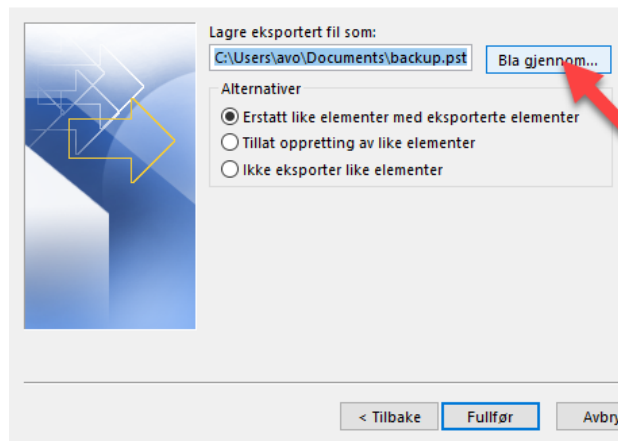 Lagre eksportert fil som:
C:\Users\avo\Documents\backup.pst
Bla gjennom...
Alternativer
Erstatt like elementer med eksporterte elementer
Tillat oppretting av like elementer
Ikke eksporter like elementer
< Tilbake
Fullfør
Avbry